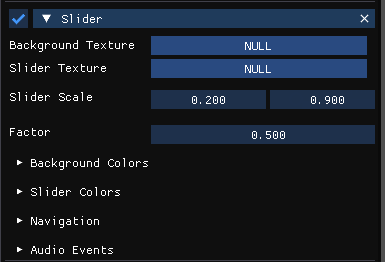 Slider
Background Texture NULL
Slider Texture NULL
Slider Scale 0.200 0.900
Factor 0.500
Background Colors
Slider Colors
Navigation
Audio Events